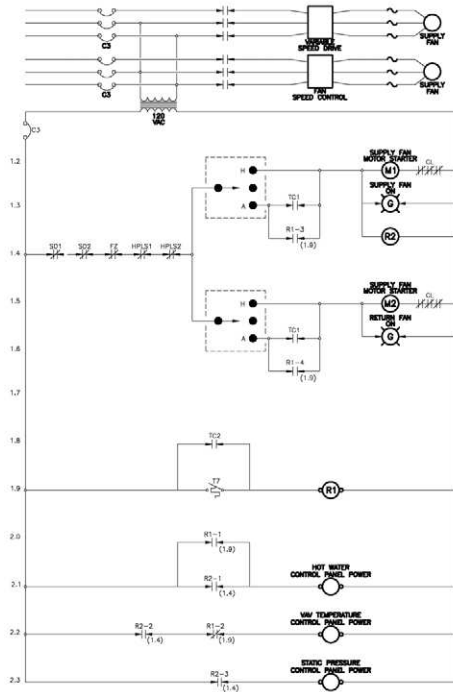 C3
VARIABLE
SPEED DRIVE
SUPPLY
FAN
C3
FAN
SPEED CONTROL
SUPPLY
FAN
120
VAC
C3
1.2
H
SUPPLY FAN
MOTOR STARTER
M1
CL
1.3
A
TC1
SUPPLY FAN
ON
G
R1-3
(1.9)
R2
1.4
SD1
SD2
FZ
HPLS1
HPLS2
1.5
H
SUPPLY FAN
MOTOR STARTER
M2
CL
1.6
A
TC1
RETURN FAN
ON
G
R1-4
(1.9)
1.7
1.8
TC2
1.9
T7
R1
2.0
R1-1
(1.9)
2.1
R2-1
(1.4)
HOT WATER
CONTROL PANEL POWER
2.2
R2-2
(1.4)
R1-2
(1.9)
VAV TEMPERATURE
CONTROL PANEL POWER
2.3
R2-3
(1.4)
STATIC PRESSURE
CONTROL PANEL POWER